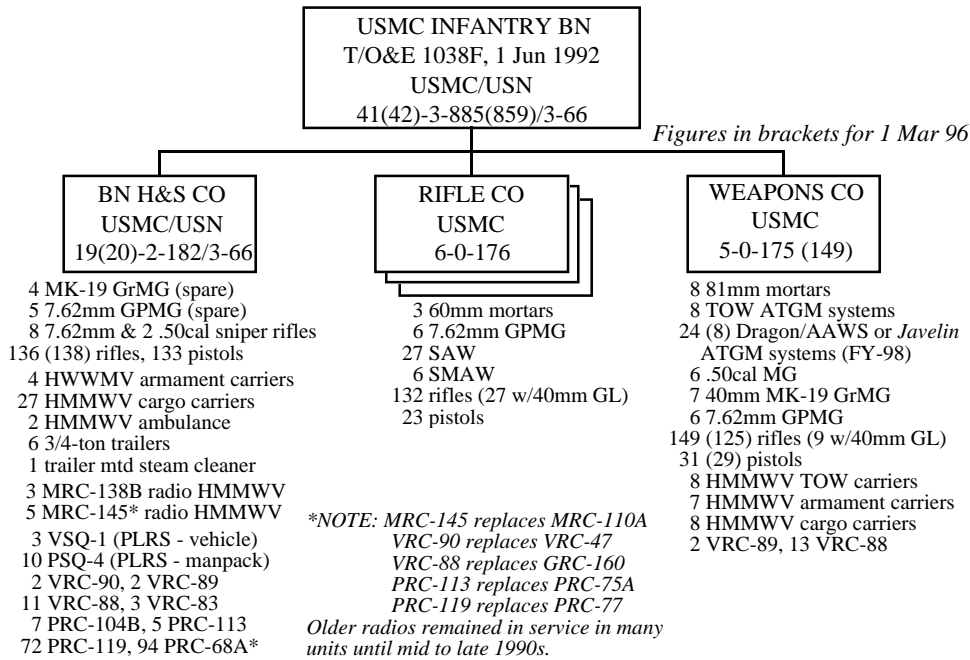 USMC INFANTRY BN
T/O&E 1038F, 1 Jun 1992
USMC/USN
41(42)-3-885(859)/3-66
Figures in brackets for 1 Mar 96
BN H&S CO
USMC/USN
19(20)-2-182/3-66
4 MK-19 GrMG (spare)
5 7.62mm GPMG (spare)
8 7.62mm & 2 .50cal sniper rifles
136 (138) rifles, 133 pistols
4 HWWMV armament carriers
27 HMMWV cargo carriers
2 HMMWV ambulance
6 3/4-ton trailers
1 trailer mtd steam cleaner
3 MRC-138B radio HMMWV
5 MRC-145* radio HMMWV
3 VSQ-1 (PLRS - vehicle)
10 PSQ-4 (PLRS - manpack)
2 VRC-90, 2 VRC-89
11 VRC-88, 3 VRC-83
7 PRC-104B, 5 PRC-113
72 PRC-119, 94 PRC-68A*
RIFLE CO
USMC
6-0-176
3 60mm mortars
6 7.62mm GPMG
27 SAW
6 SMAW
132 rifles (27 w/40mm GL)
23 pistols
*NOTE: MRC-145 replaces MRC-110A
VRC-90 replaces VRC-47
VRC-88 replaces GRC-160
PRC-113 replaces PRC-75A
PRC-119 replaces PRC-77
Older radios remained in service in many
units until mid to late 1990s.
WEAPONS CO
USMC
5-0-175 (149)
8 81mm mortars
8 TOW ATGM systems
24 (8) Dragon/AAWS or Javelin
ATGM systems (FY-98)
6 .50cal MG
7 40mm MK-19 GrMG
6 7.62mm GPMG
149 (125) rifles (9 w/40mm GL)
31 (29) pistols
8 HMMWV TOW carriers
7 HMMWV armament carriers
8 HMMWV cargo carriers
2 VRC-89, 13 VRC-88